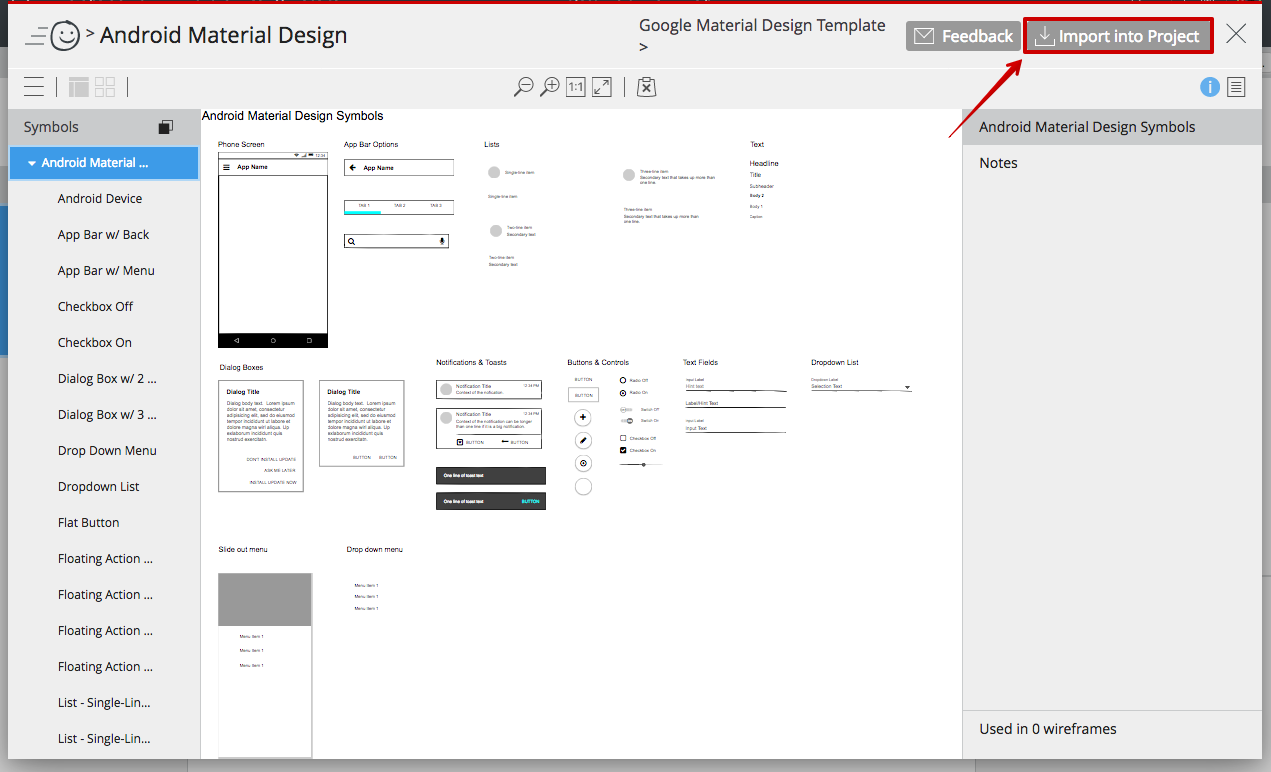 > Android Material Design
Google Material Design Template
>
Feedback
Import into Project
1:1
i
Symbols
Android Material ...
Android Device
App Bar w/ Back
App Bar w/ Menu
Checkbox Off
Checkbox On
Dialog Box w/ 2 ...
Dialog Box w/ 3 ...
Drop Down Menu
Dropdown List
Flat Button
Floating Action ...
Floating Action ...
Floating Action ...
Floating Action ...
List - Single-Lin...
List - Single-Lin...
Android Material Design Symbols
Phone Screen
12:34
App Name
App Bar Options
App Name
TAB 1 TAB 2 TAB 3
Lists
Single-line item
Single-line item
Two-line item
Secondary text
Two-line item
Secondary text
Three-line item
Secondary text that takes up more than
one line.
Three-line item
Secondary text that takes up more than
one line.
Text
Headline
Title
Subheader
Body 2
Body 1
Caption
Dialog Boxes
Dialog Title
Dialog body text. Lorem ipsum
dolor sit amet, consectetur
adipisicing elit, sed do eiusmod
tempor incididunt ut labore et
dolore magna aliqua. Up
exlaborum incididunt quis
nostrud exercitatn.
DON'T INSTALL UPDATE
ASK ME LATER
INSTALL UPDATE NOW
Dialog Title
Dialog body text. Lorem ipsum
dolor sit amet, consectetur
adipisicing elit, sed do eiusmod
tempor incididunt ut labore et
dolore magna aliqua. Up
exlaborum incididunt quis
nostrud exercitatn.
BUTTON BUTTON
Notifications & Toasts
Notification Title 12:34 PM
Context of the notification.
Notification Title 12:34 PM
Context of the notification can be longer
than one line if it is a big notification.
BUTTON BUTTON
One line of toast text
One line of toast text BUTTON
Buttons & Controls
BUTTON
BUTTON
Radio Off
Radio On
Switch Off
Switch On
Checkbox Off
Checkbox On
Text Fields
Input Label
Hint text
Label/Hint Text
Input Label
Input Text
Dropdown List
Dropdown Label
Selection Text
Slide out menu
Menu Item 1
Menu Item 1
Menu Item 1
Drop down menu
Menu Item 1
Menu Item 1
Menu Item 1
Android Material Design Symbols
Notes
Used in 0 wireframes